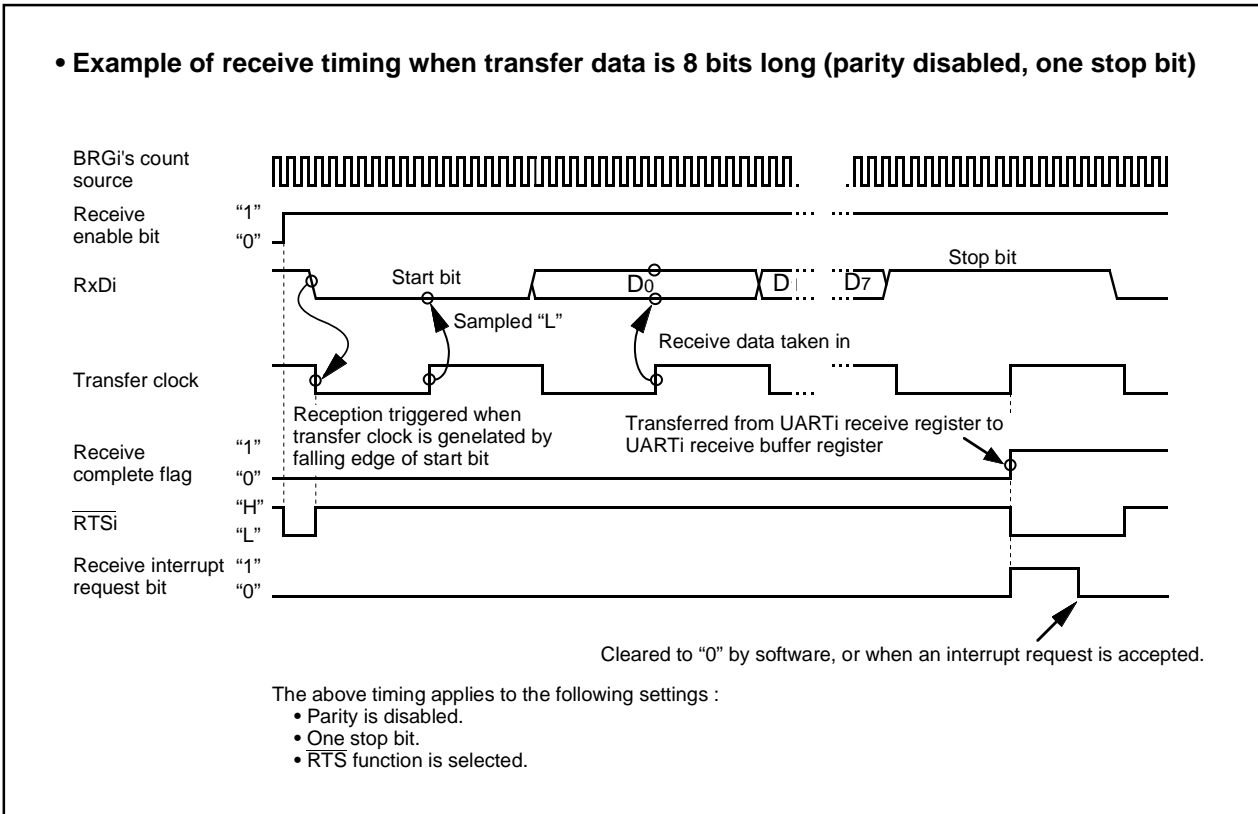 • Example of receive timing when transfer data is 8 bits long (parity disabled, one stop bit)
BRGi's count
source
Receive
enable bit
“1”
“0”
RxDi
Start bit
D0
D
D7
Stop bit
Sampled “L”
Receive data taken in
Transfer clock
Reception triggered when
transfer clock is genelated by
falling edge of start bit
Transferred from UARTi receive register to
UARTi receive buffer register
Receive
complete flag
“1”
“0”
RTSi
“H”
“L”
Receive interrupt
request bit
“1”
“0”
Cleared to “0” by software, or when an interrupt request is accepted.
The above timing applies to the following settings :
• Parity is disabled.
• One stop bit.
• RTS function is selected.